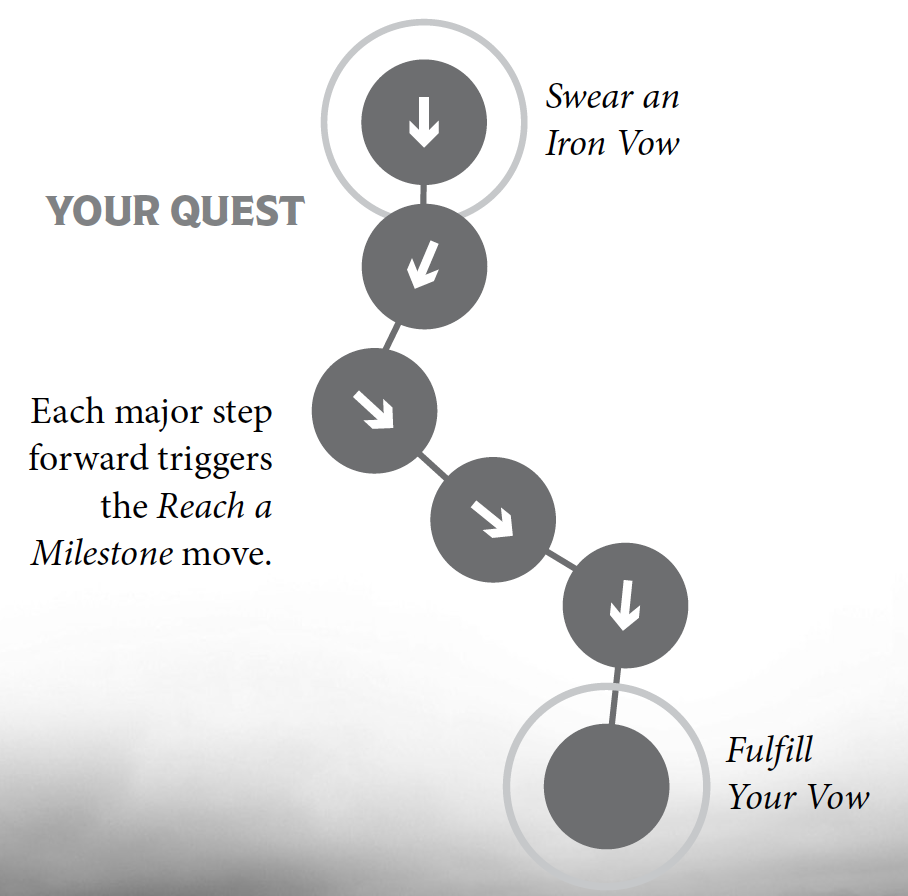 Swear an
Iron Vow
YOUR QUEST
Each major step
forward triggers
the Reach a
Milestone move.
Fulfill
Your Vow